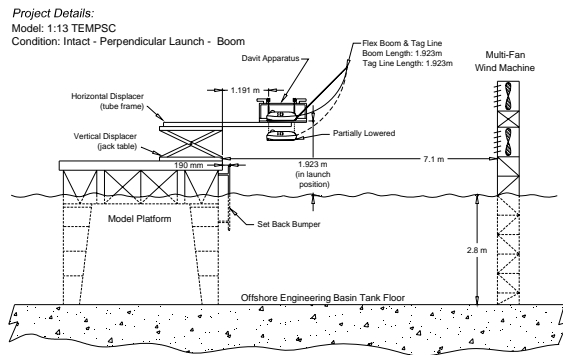 Project Details:
Model: 1:13 TEMPSC
Condition: Intact - Perpendicular Launch - Boom
Flex Boom & Tag Line
Boom Length: 1.923m
Tag Line Length: 1.923m
Multi-Fan
Wind Machine
Davit Apparatus
1.191 m
Horizontal Displacer
(tube frame)
Partially Lowered
Vertical Displacer
(jack table)
190 mm
1.923 m
(in launch
position)
7.1 m
Model Platform
Set Back Bumper
2.8 m
Offshore Engineering Basin Tank Floor